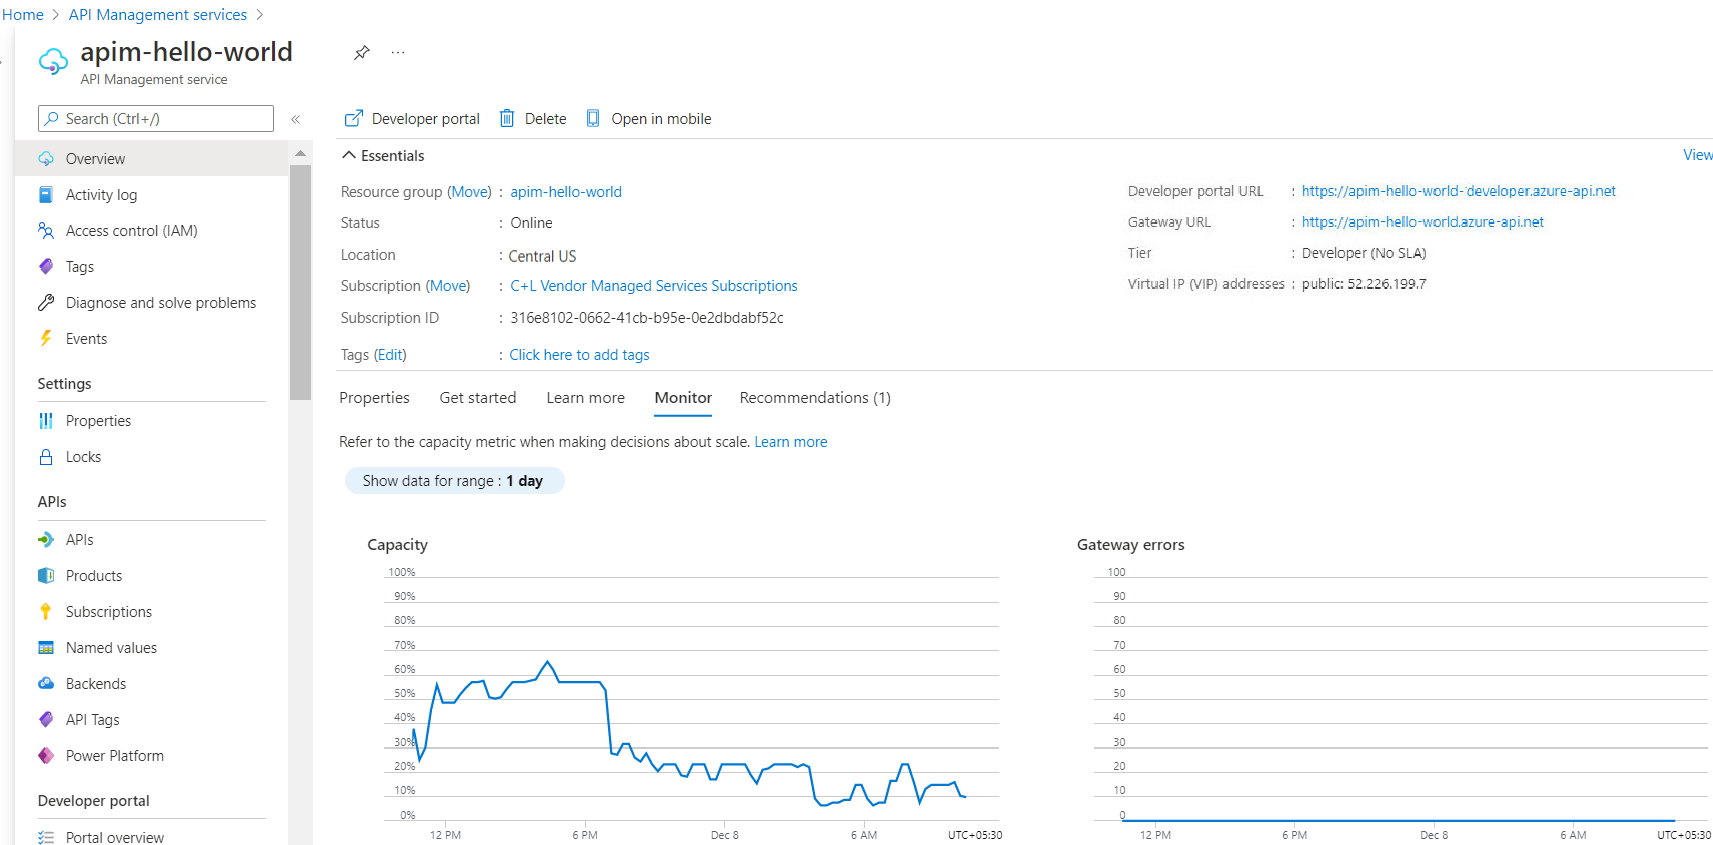 Home > API Management services >
apim-hello-world
...
API Management service
Search (Ctrl+/)
«
Developer portal
Delete
Open in mobile
Overview
Activity log
Access control (IAM)
Tags
Diagnose and solve problems
Events
Settings
Properties
Locks
APIs
APIs
Products
Subscriptions
Named values
Backends
API Tags
Power Platform
Developer portal
Portal overview
Essentials
View
Resource group (Move) : apim-hello-world
Status : Online
Location : Central US
Subscription (Move) : C+L Vendor Managed Services Subscriptions
Subscription ID : 316e8102-0662-41cb-b95e-0e2dbdabf52c
Tags (Edit) : Click here to add tags
Developer portal URL : https://apim-hello-world-developer.azure-api.net
Gateway URL : https://apim-hello-world.azure-api.net
Tier : Developer (No SLA)
Virtual IP (VIP) addresses : public: 52.226.199.7
Properties Get started Learn more Monitor Recommendations (1)
Refer to the capacity metric when making decisions about scale. Learn more
Show data for range : 1 day
Capacity
100%
90%
80%
70%
60%
50%
40%
30%
20%
10%
0%
12 PM 6 PM Dec 8 6 AM UTC+05:30
Gateway errors
100
90
80
70
60
50
40
30
20
10
0
12 PM 6 PM Dec 8 6 AM UTC+05:30